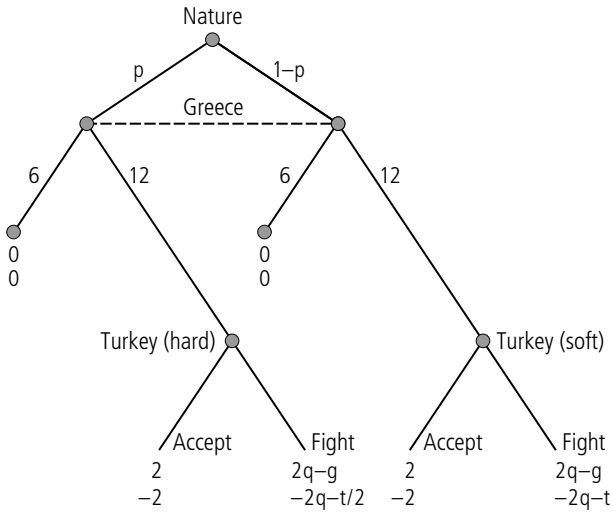 Nature
p 1–p
Greece
6 12 6 12
0 0
0 0
Turkey (hard) Turkey (soft)
Accept Fight Accept Fight
2 2q–g 2 2q–g
–2 –2q–t/2 –2 –2q–t